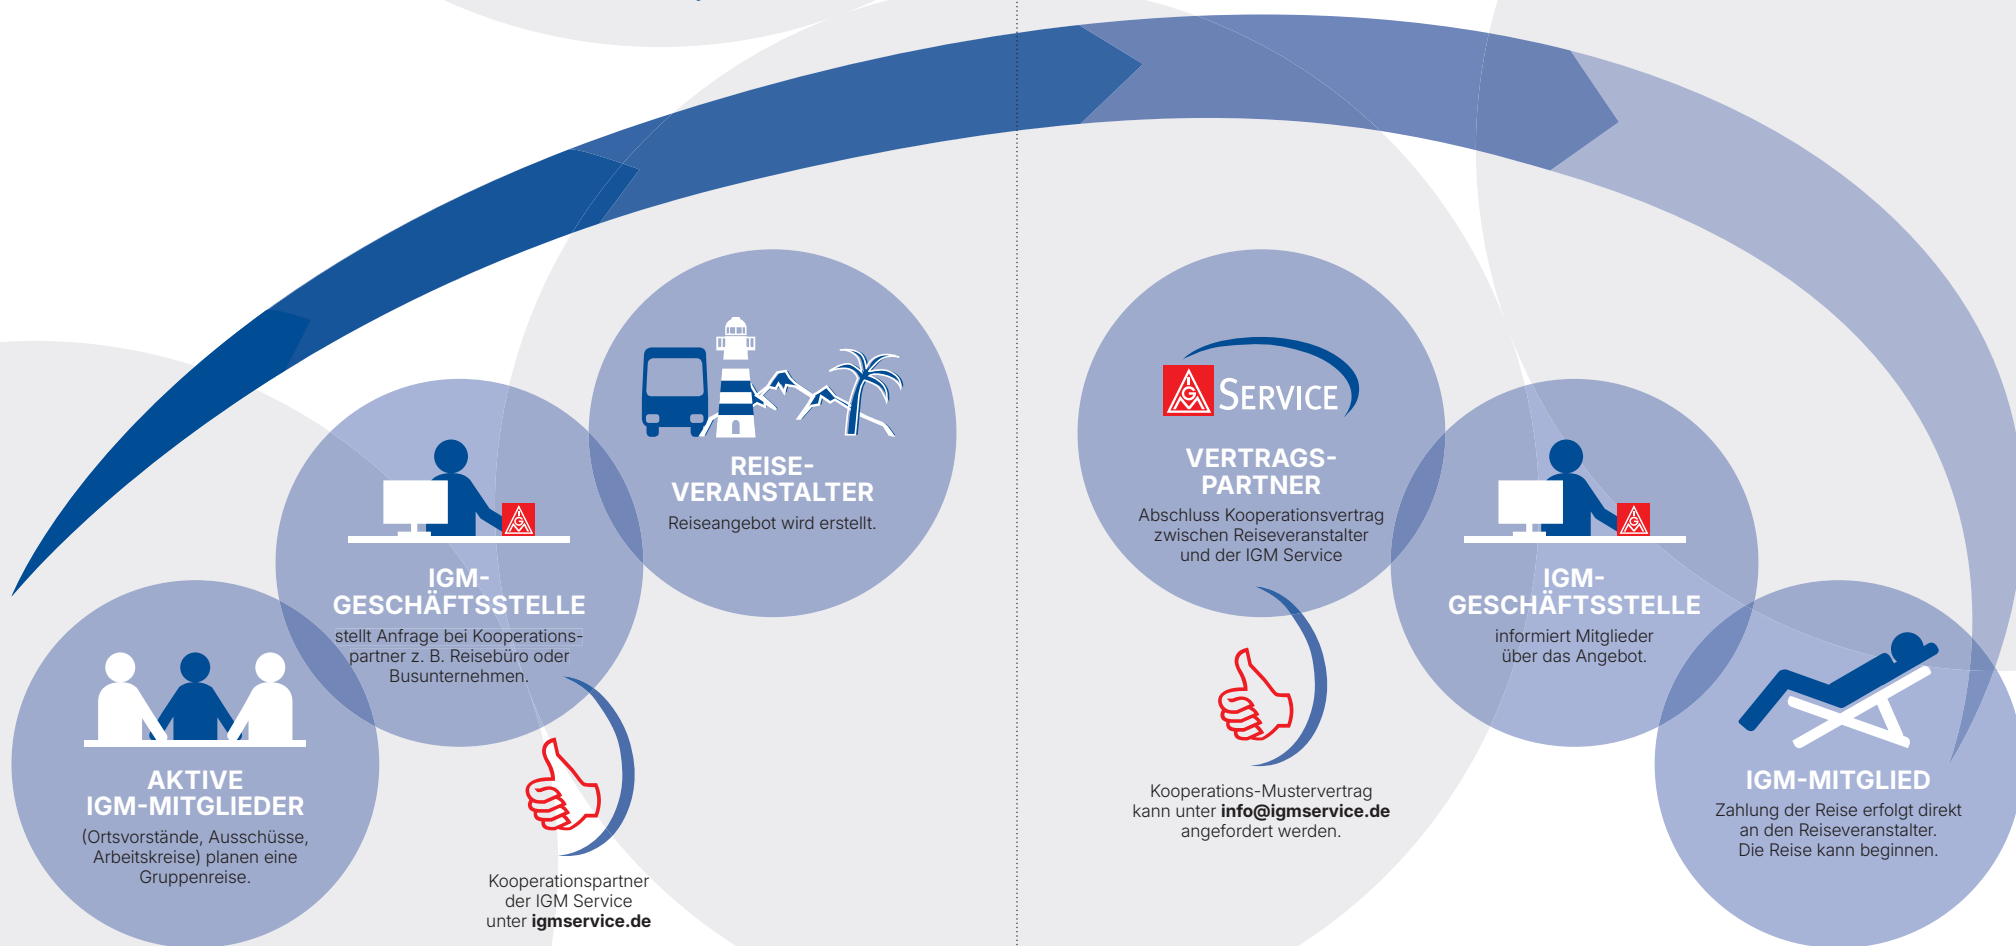 AKTIVE
IGM-MITGLIEDER
(Ortsvorstände, Ausschüsse,
Arbeitskreise) planen eine
Gruppenreise.
IGM
IGM-
GESCHÄFTSSTELLE
stellt Anfrage bei Kooperations-
partner z. B. Reisebüro oder
Busunternehmen.
Kooperationspartner
der IGM Service
unter igmservice.de
REISE-
VERANSTALTER
Reiseangebot wird erstellt.
IGM SERVICE
VERTRAGS-
PARTNER
Abschluss Kooperationsvertrag
zwischen Reiseveranstalter
und der IGM Service
Kooperations-Mustervertrag
kann unter info@igmservice.de
angefordert werden.
IGM
IGM-
GESCHÄFTSSTELLE
informiert Mitglieder
über das Angebot.
IGM-MITGLIED
Zahlung der Reise erfolgt direkt
an den Reiseveranstalter.
Die Reise kann beginnen.